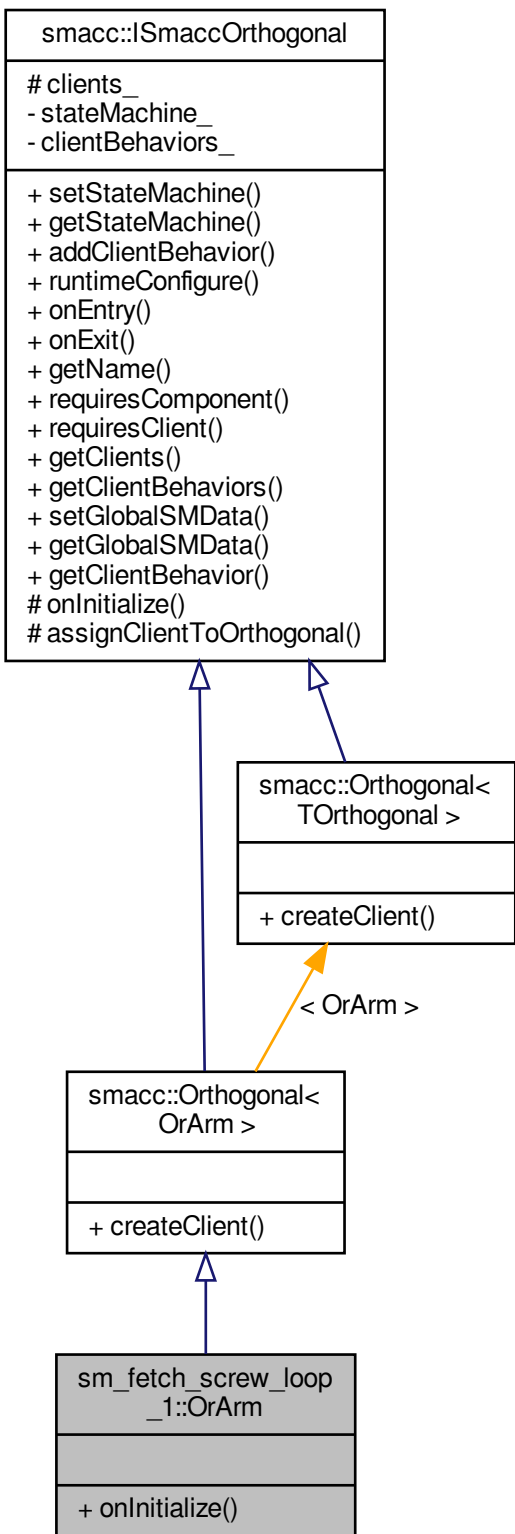 smacc::ISmaccOrthogonal
# clients_
- stateMachine_
- clientBehaviors_
+ setStateMachine()
+ getStateMachine()
+ addClientBehavior()
+ runtimeConfigure()
+ onEntry()
+ onExit()
+ getName()
+ requiresComponent()
+ requiresClient()
+ getClients()
+ getClientBehaviors()
+ setGlobalSMData()
+ getGlobalSMData()
+ getClientBehavior()
# onInitialize()
# assignClientToOrthogonal()
smacc::Orthogonal<
TOrthogonal >
+ createClient()
< OrArm >
smacc::Orthogonal<
OrArm >
+ createClient()
sm_fetch_screw_loop
_1::OrArm
+ onInitialize()